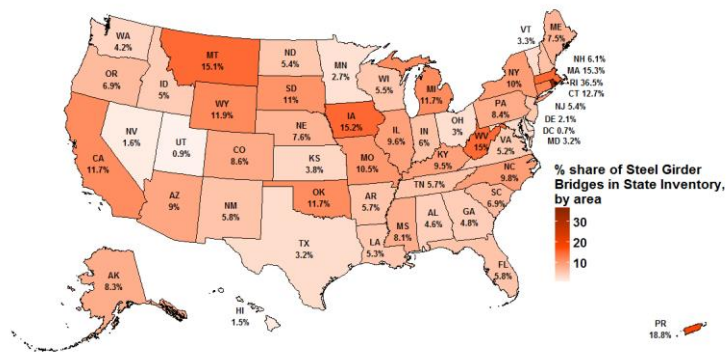 WA
4.2%
OR
6.9%
CA
11.7%
NV
1.6%
ID
5%
MT
15.1%
WY
11.9%
UT
0.9%
AZ
9%
CO
8.6%
NM
5.8%
ND
5.4%
SD
11%
NE
7.6%
KS
3.8%
OK
11.7%
TX
3.2%
MN
2.7%
IA
15.2%
MO
10.5%
AR
5.7%
LA
5.3%
WI
5.5%
IL
9.6%
MI
11.7%
IN
6%
OH
3%
KY
9.5%
TN 5.7%
MS
8.1%
AL
4.6%
GA
4.8%
FL
5.8%
SC
6.9%
NC
9.8%
VA
5.2%
WV
15%
PA
8.4%
NY
10%
VT
3.3%
ME
7.5%
NH 6.1%
MA 15.3%
RI 36.5%
CT 12.7%
NJ 5.4%
DE 2.1%
DC 0.7%
MD 3.2%
AK
8.3%
HI
1.5%
PR
18.8%
% share of Steel Girder
Bridges in State Inventory,
by area
30
20
10